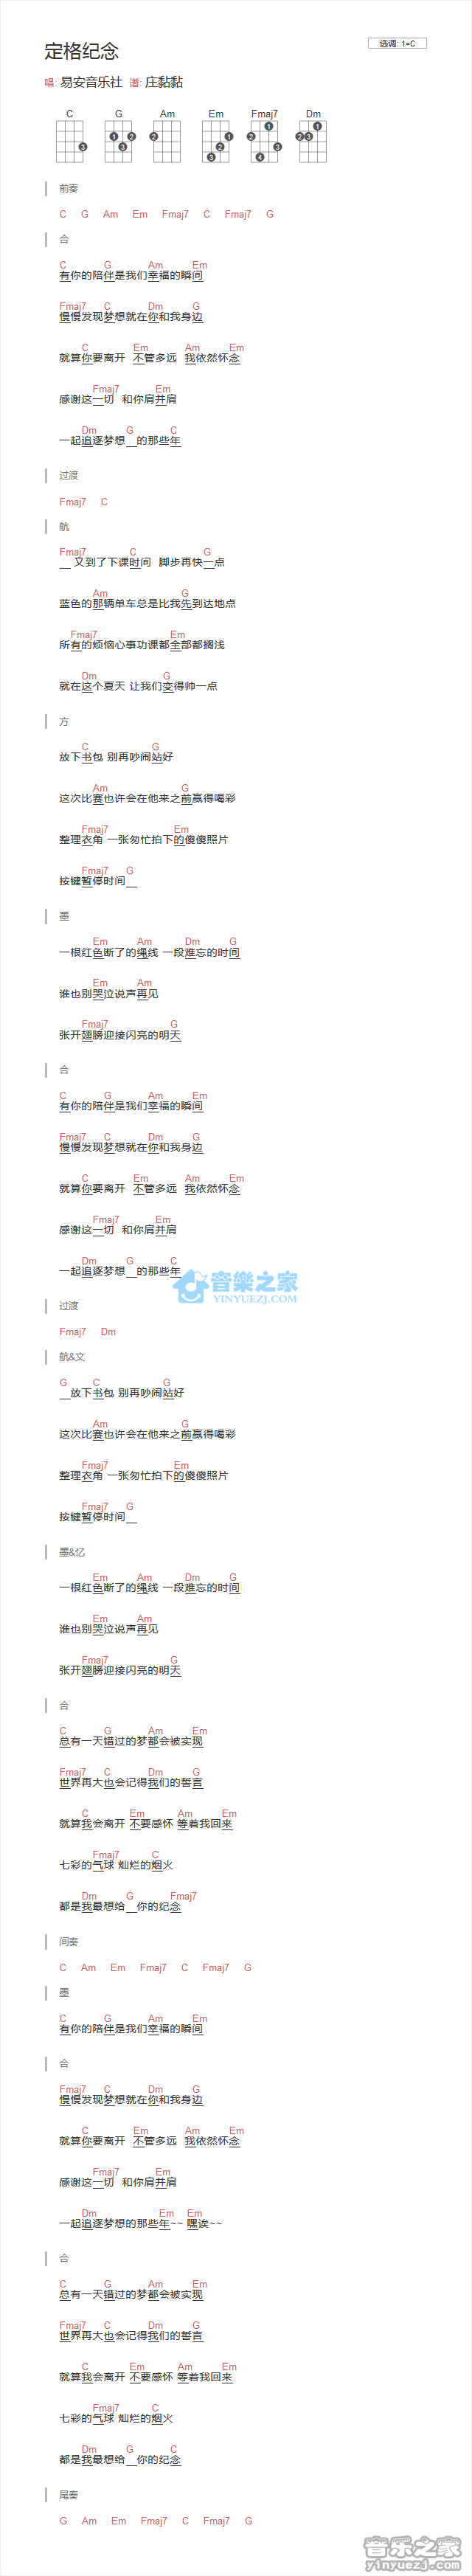 定格纪念
选调: 1=C
唱: 易安音乐社 谱: 庄黏黏
C G Am Em Fmaj7 Dm
前奏
C G Am Em Fmaj7 C Fmaj7 G
合
C G Am Em
有你的陪伴是我们幸福的瞬间
Fmaj7 C Dm G
慢慢发现梦想就在你和我身边
C Em Am Em
就算你要离开 不管多远 我依然怀念
Fmaj7 Em
感谢这一切 和你肩并肩
Dm G C
一起追逐梦想__的那些年
过渡
Fmaj7 C
航
Fmaj7 C G
__ 又到了下课时间 脚步再快一点
Am G
蓝色的那辆单车总是比我先到达地点
Fmaj7 Em
所有的烦恼心事功课都全部都搁浅
Dm G
就在这个夏天 让我们变得帅一点
方
C G
放下书包 别再吵闹站好
Am G
这次比赛也许会在他来之前赢得喝彩
Fmaj7 Em
整理衣角 一张匆忙拍下的傻傻照片
Fmaj7 G
按键暂停时间__
墨
Em Am Dm G
一根红色断了的绳线 一段难忘的时间
Em Am
谁也别哭泣说声再见
Fmaj7 G
张开翅膀迎接闪亮的明天
合
C G Am Em
有你的陪伴是我们幸福的瞬间
Fmaj7 C Dm G
慢慢发现梦想就在你和我身边
C Em Am Em
就算你要离开 不管多远 我依然怀念
Fmaj7 Em
感谢这一切 和你肩并肩
Dm G C
一起追逐梦想__的那些年
音樂之家
YINYUEZJ.COM
过渡
Fmaj7 Dm
航&文
G C G
__放下书包 别再吵闹站好
Am G
这次比赛也许会在他来之前赢得喝彩
Fmaj7 Em
整理衣角 一张匆忙拍下的傻傻照片
Fmaj7 G
按键暂停时间__
墨&忆
Em Am Dm G
一根红色断了的绳线 一段难忘的时间
Em Am
谁也别哭泣说声再见
Fmaj7 G
张开翅膀迎接闪亮的明天
合
C G Am Em
总有一天错过的梦都会被实现
Fmaj7 C Dm G
世界再大也会记得我们的誓言
C Em Am Em
就算我会离开 不要感怀 等着我回来
Fmaj7 C
七彩的气球 灿烂的烟火
Dm G Fmaj7
都是我最想给__你的纪念
间奏
C Am Em Fmaj7 C Fmaj7 G
墨
C G Am Em
有你的陪伴是我们幸福的瞬间
合
Fmaj7 C Dm G
慢慢发现梦想就在你和我身边
C Em Am Em
就算你要离开 不管多远 我依然怀念
Fmaj7 Em
感谢这一切 和你肩并肩
Dm Em Em
一起追逐梦想的那些年~~ 嘿诶~~
合
C G Am Em
总有一天错过的梦都会被实现
Fmaj7 C Dm G
世界再大也会记得我们的誓言
C Em Am Em
就算我会离开 不要感怀 等着我回来
Fmaj7 C
七彩的气球 灿烂的烟火
Dm G C
都是我最想给__你的纪念
尾奏
G Am Em Fmaj7 C Fmaj7 G
音乐之家
yinyuezj.com